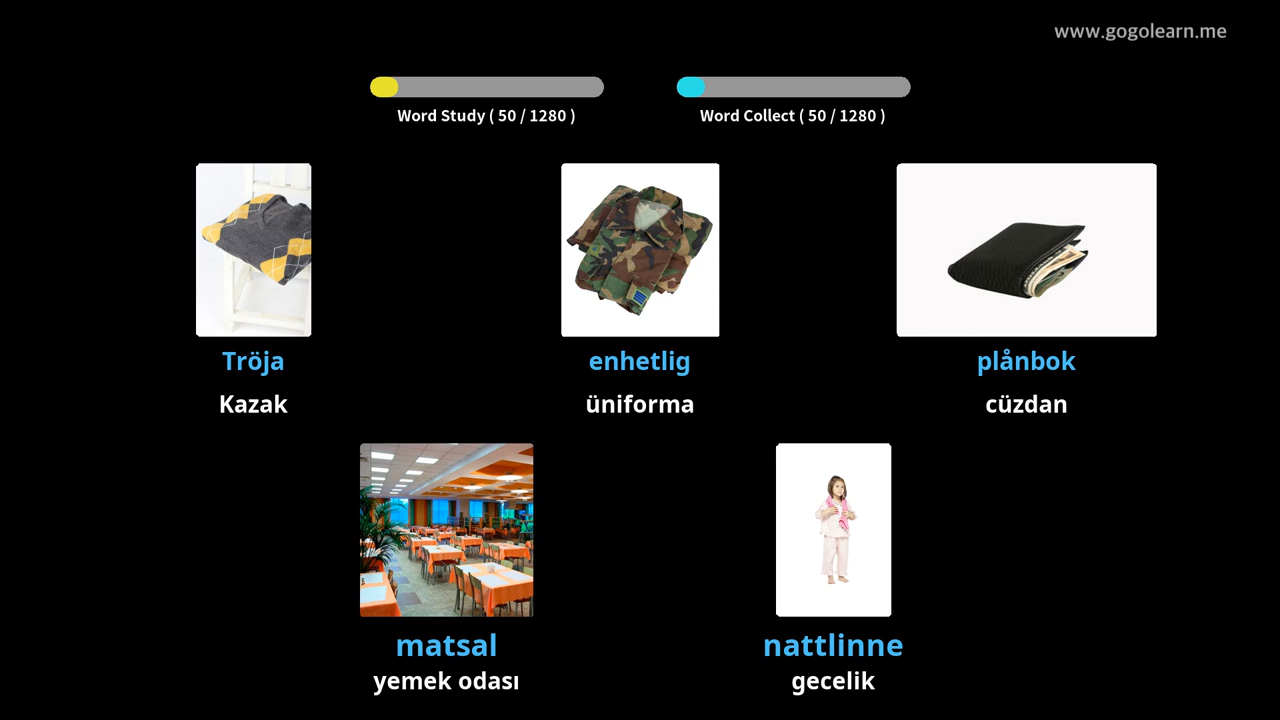 www.gogolearn.me
Word Study ( 50 / 1280 )
Word Collect ( 50 / 1280 )
Tröja
enhetlig
plånbok
Kazak
üniforma
cüzdan
matsal
nattlinne
yemek odası
gecelik